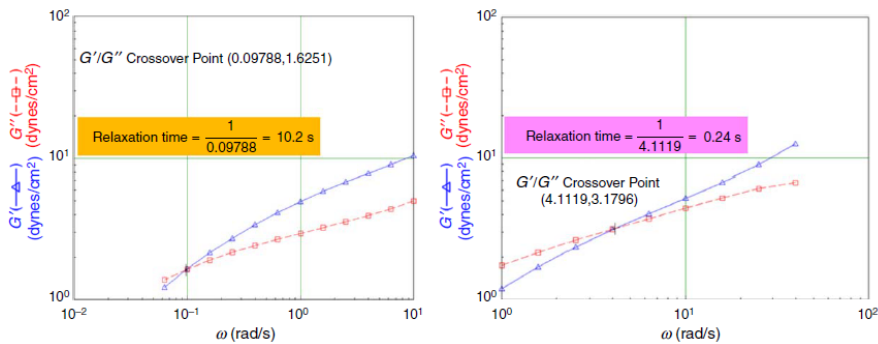 10²
G′/G″ Crossover Point (0.09788,1.6251)
Relaxation time = 1/0.09788 = 10.2 s
10¹
10⁰
G″(--□--)
(dynes/cm²)
G′(—△—)
(dynes/cm²)
10⁻² 10⁻¹ 10⁰ 10¹
ω (rad/s)
10²
Relaxation time = 1/4.1119 = 0.24 s
10¹
G′/G″ Crossover Point
(4.1119,3.1796)
10⁰
G″(--□--)
(dynes/cm²)
G′(—△—)
(dynes/cm²)
10⁰ 10¹ 10²
ω (rad/s)